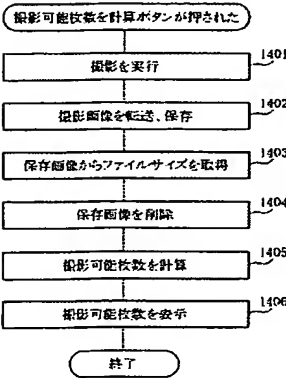 撮影可能枚数を計算ボタンが押された
撮影を実行
1401
撮影画像を転送、保存
1402
保存画像からファイルサイズを取得
1403
保存画像を削除
1404
撮影可能枚数を計算
1405
撮影可能枚数を表示
1406
終了